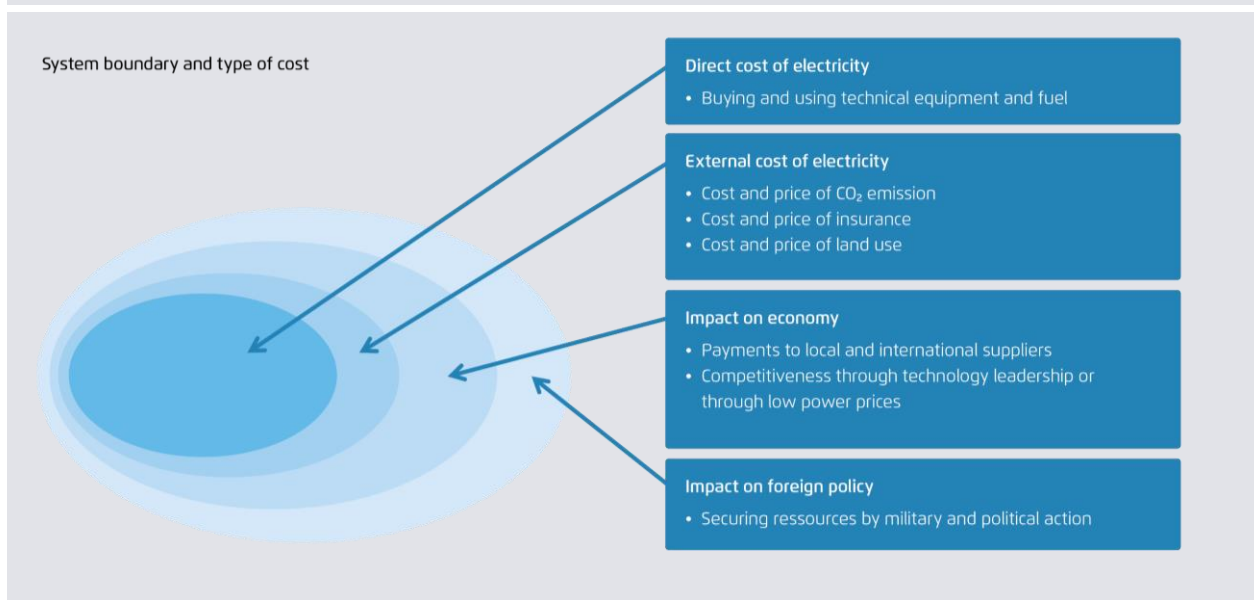 System boundary and type of cost
Direct cost of electricity
• Buying and using technical equipment and fuel
External cost of electricity
• Cost and price of CO₂ emission
• Cost and price of insurance
• Cost and price of land use
Impact on economy
• Payments to local and international suppliers
• Competitiveness through technology leadership or
through low power prices
Impact on foreign policy
• Securing ressources by military and political action